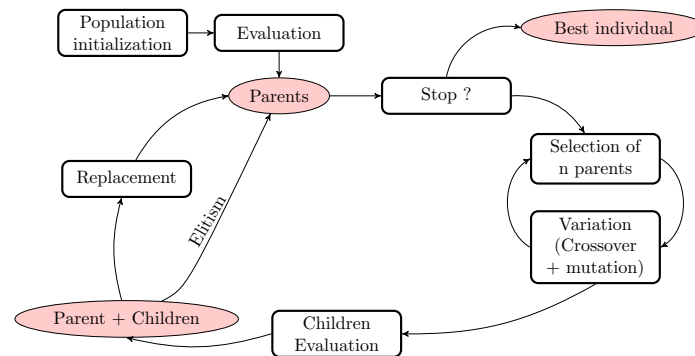 Population
initialization
Evaluation
Best individual
Parents
Stop ?
Selection of
n parents
Replacement
Elitism
Variation
(Crossover
+ mutation)
Parent + Children
Children
Evaluation